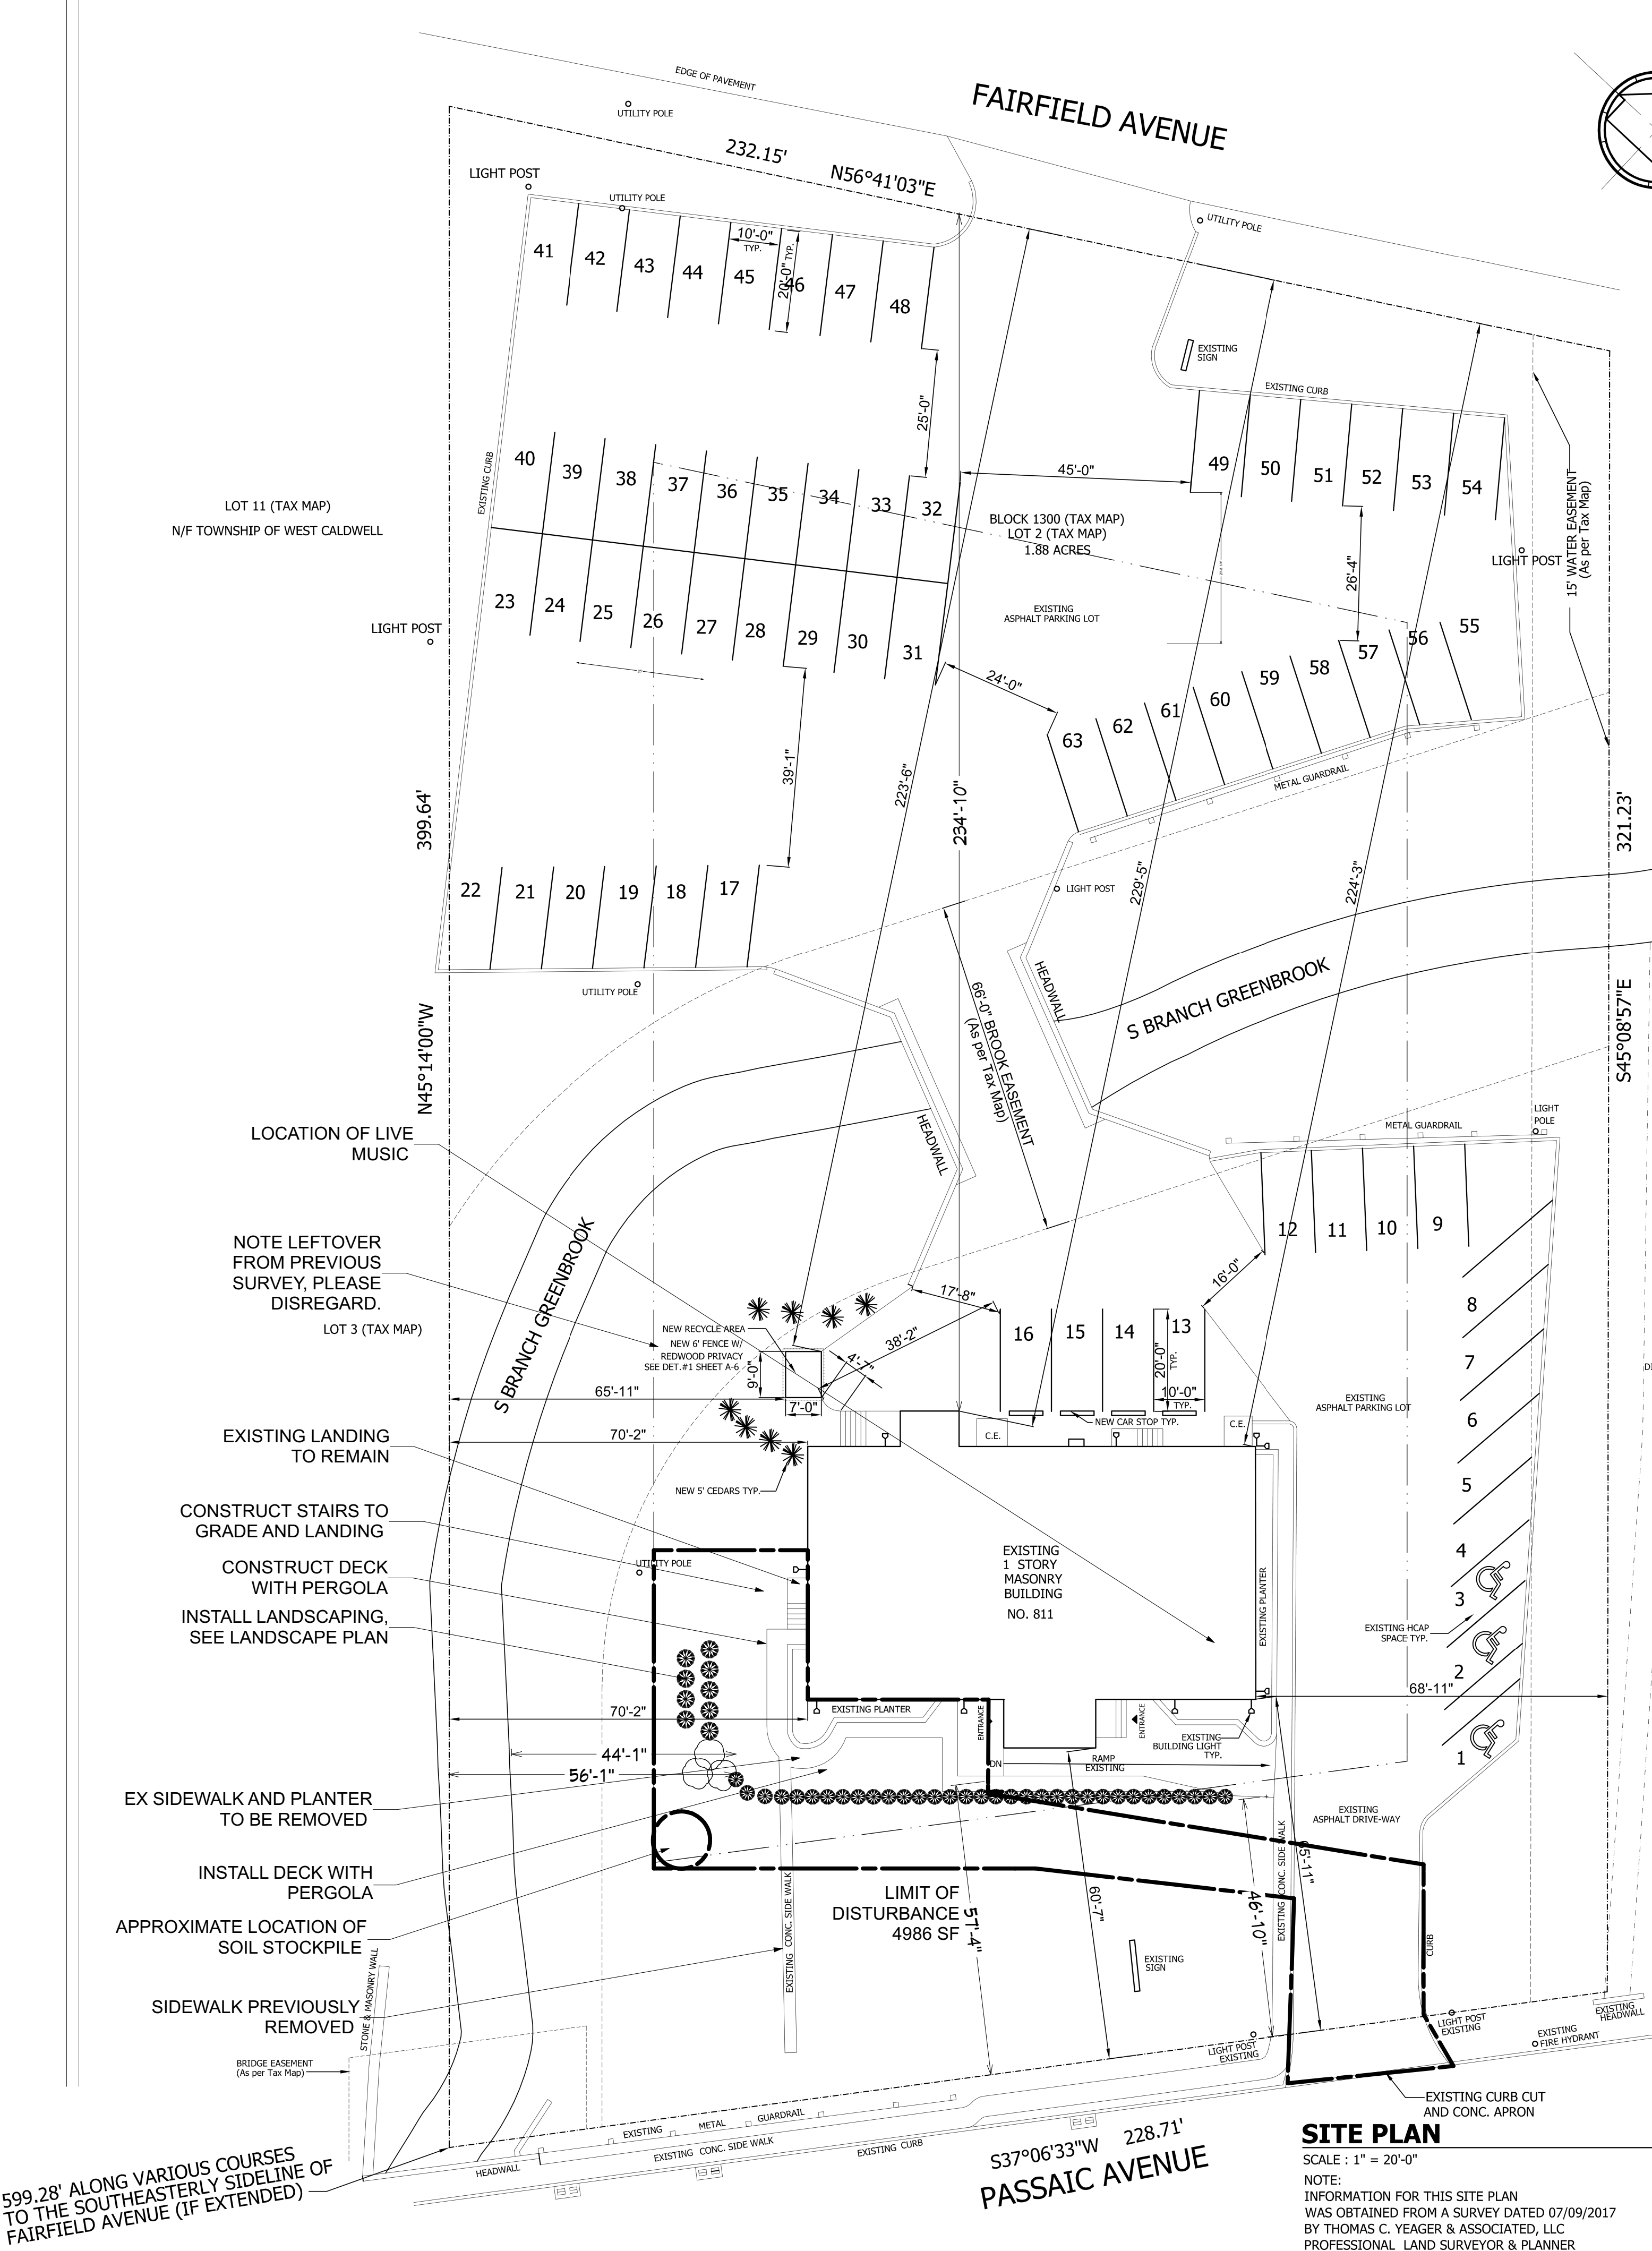 EDGE OF PAVEMENT
FAIRFIELD AVENUE
UTILITY POLE
232.15'
N56°41'03"E
LIGHT POST
UTILITY POLE
UTILITY POLE
41
42
43
44
45
46
47
48
10'-0"
TYP.
20'-0" TYP.
EXISTING
SIGN
EXISTING CURB
25'-0"
EXISTING CURB
40
39
38
37
36
35
34
33
32
45'-0"
49
50
51
52
53
54
15' WATER EASEMENT
(As per Tax Map)
LOT 11 (TAX MAP)
N/F TOWNSHIP OF WEST CALDWELL
BLOCK 1300 (TAX MAP)
LOT 2 (TAX MAP)
1.88 ACRES
LIGHT POST
26'-4"
EXISTING
ASPHALT PARKING LOT
23
24
25
26
27
28
29
30
31
LIGHT POST
24'-0"
55
56
57
58
59
60
61
62
63
METAL GUARDRAIL
39'-1"
223'-6"
234'-10"
229'-5"
224'-3"
399.64'
321.23'
22
21
20
19
18
17
LIGHT POST
UTILITY POLE
HEADWALL
66'-0" BROOK EASEMENT
(As per Tax Map)
S BRANCH GREENBROOK
N45°14'00"W
S45°08'57"E
HEADWALL
LOCATION OF LIVE
MUSIC
METAL GUARDRAIL
LIGHT
POLE
NOTE LEFTOVER
FROM PREVIOUS
SURVEY, PLEASE
DISREGARD.
LOT 3 (TAX MAP)
S BRANCH GREENBROOK
12
11
10
9
8
7
6
5
4
3
2
1
16'-0"
17'-8"
38'-2"
4'-7"
NEW RECYCLE AREA
NEW 6' FENCE W/
REDWOOD PRIVACY
SEE DET.#1 SHEET A-6
9'-0"
7'-0"
65'-11"
70'-2"
16
15
14
13
20'-0"
TYP.
10'-0"
TYP.
NEW CAR STOP TYP.
C.E.
C.E.
EXISTING
ASPHALT PARKING LOT
EXISTING LANDING
TO REMAIN
NEW 5' CEDARS TYP.
CONSTRUCT STAIRS TO
GRADE AND LANDING
CONSTRUCT DECK
WITH PERGOLA
INSTALL LANDSCAPING,
SEE LANDSCAPE PLAN
UTILITY POLE
EXISTING
1 STORY
MASONRY
BUILDING
NO. 811
EXISTING PLANTER
EXISTING HCAP
SPACE TYP.
68'-11"
70'-2"
EXISTING PLANTER
ENTRANCE
ENTRANCE
EXISTING
BUILDING LIGHT
TYP.
44'-1"
56'-1"
DN
RAMP
EXISTING
EX SIDEWALK AND PLANTER
TO BE REMOVED
EXISTING
ASPHALT DRIVE-WAY
INSTALL DECK WITH
PERGOLA
APPROXIMATE LOCATION OF
SOIL STOCKPILE
SIDEWALK PREVIOUSLY
REMOVED
EXISTING CONC. SIDE WALK
LIMIT OF
DISTURBANCE
4986 SF
57'-4"
60'-7"
46'-10"
65'-11"
EXISTING CONC. SIDE WALK
EXISTING
SIGN
CURB
STONE & MASONRY WALL
BRIDGE EASEMENT
(As per Tax Map)
LIGHT POST
EXISTING
LIGHT POST
EXISTING
EXISTING
HEADWALL
EXISTING
FIRE HYDRANT
EXISTING METAL GUARDRAIL
EXISTING CONC. SIDE WALK
EXISTING CURB
HEADWALL
S37°06'33"W 228.71'
PASSAIC AVENUE
599.28' ALONG VARIOUS COURSES
TO THE SOUTHEASTERLY SIDELINE OF
FAIRFIELD AVENUE (IF EXTENDED)
EXISTING CURB CUT
AND CONC. APRON
SITE PLAN
SCALE : 1" = 20'-0"
NOTE:
INFORMATION FOR THIS SITE PLAN
WAS OBTAINED FROM A SURVEY DATED 07/09/2017
BY THOMAS C. YEAGER & ASSOCIATED, LLC
PROFESSIONAL LAND SURVEYOR & PLANNER